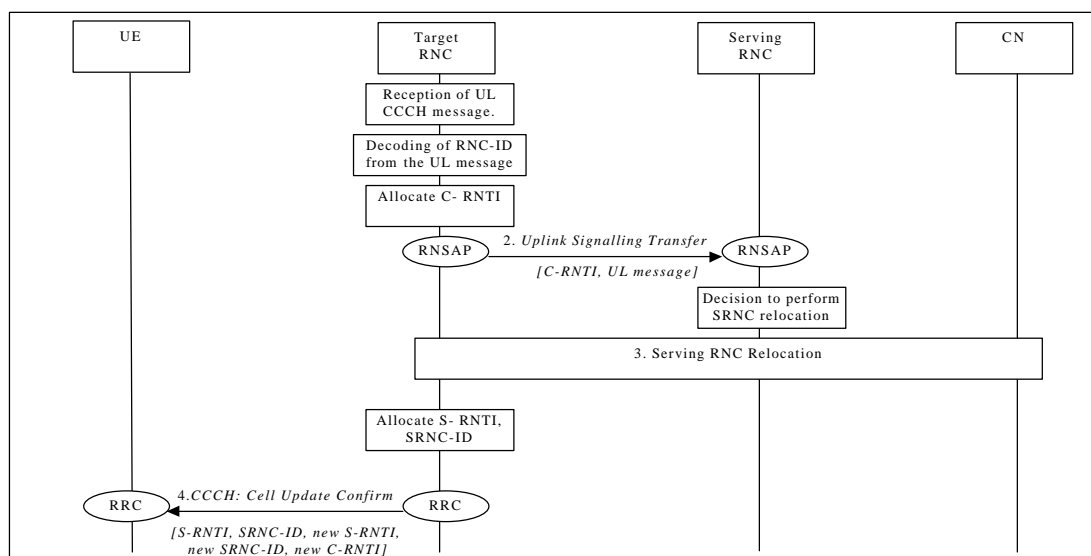 UE
Target
RNC
Serving
RNC
CN
Reception of UL
CCCH message.
Decoding of RNC-ID
from the UL message
Allocate C- RNTI
RNSAP
2. Uplink Signalling Transfer
[C-RNTI, UL message]
RNSAP
Decision to perform
SRNC relocation
3. Serving RNC Relocation
Allocate S- RNTI,
SRNC-ID
RRC
4.CCCH: Cell Update Confirm
[S-RNTI, SRNC-ID, new S-RNTI,
new SRNC-ID, new C-RNTI]
RRC